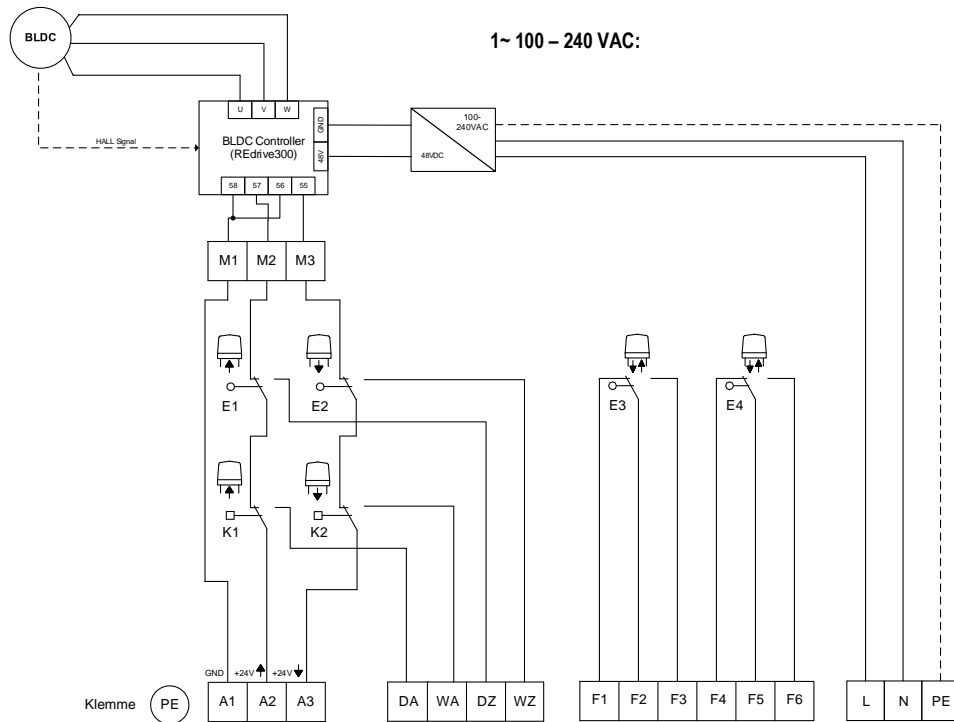 BLDC
1~ 100 – 240 VAC:
U V W
GND
48V
BLDC Controller
(REdrive300)
HALL Signal
100-
240VAC
48VDC
58 57 56 55
M1 M2 M3
E1 E2 E3 E4
K1 K2
GND +24V +24V
Klemme PE A1 A2 A3 DA WA DZ WZ F1 F2 F3 F4 F5 F6 L N PE